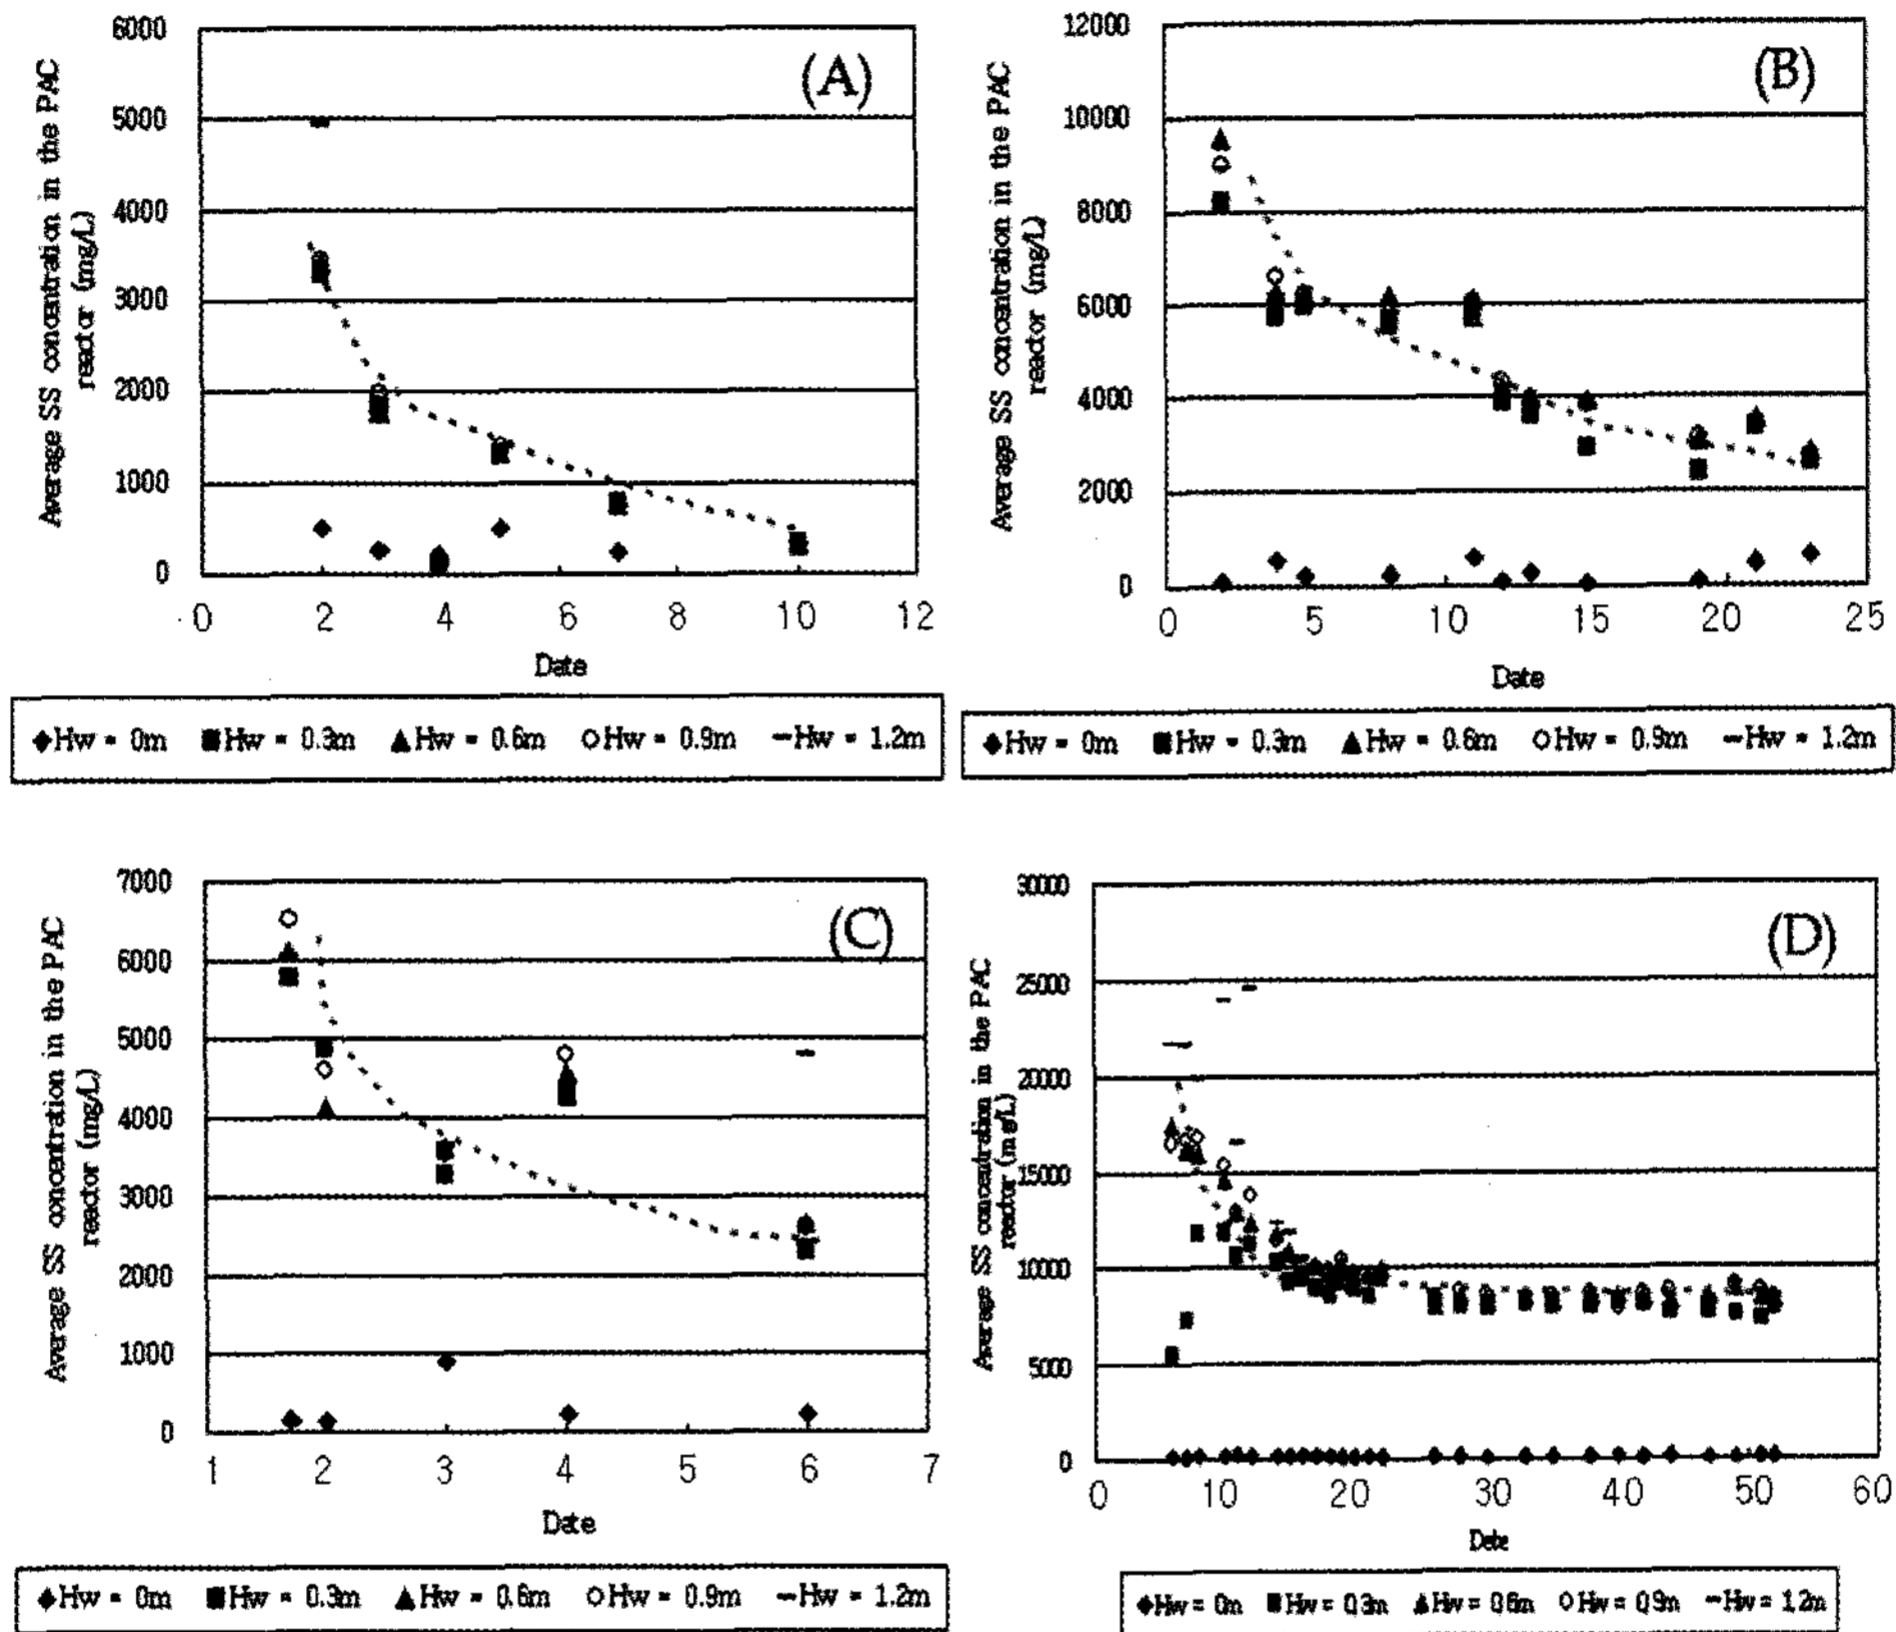 (A)
Average SS concentration in the PAC
reactor (mg/L)
6000
5000
4000
3000
2000
1000
0
0 2 4 6 8 10 12
Date
Hw = 0m Hw = 0.3m Hw = 0.6m Hw = 0.9m Hw = 1.2m
(B)
Average SS concentration in the PAC
reactor (mg/L)
12000
10000
8000
6000
4000
2000
0
0 5 10 15 20 25
Date
Hw = 0m Hw = 0.3m Hw = 0.6m Hw = 0.9m Hw = 1.2m
(C)
Average SS concentration in the PAC
reactor (mg/L)
7000
6000
5000
4000
3000
2000
1000
0
1 2 3 4 5 6 7
Date
Hw = 0m Hw = 0.3m Hw = 0.6m Hw = 0.9m Hw = 1.2m
(D)
Average SS concentration in the PAC
reactor (mg/L)
30000
25000
20000
15000
10000
5000
0
0 10 20 30 40 50 60
Date
Hw = 0m Hw = 0.3m Hw = 0.6m Hw = 0.9m Hw = 1.2m